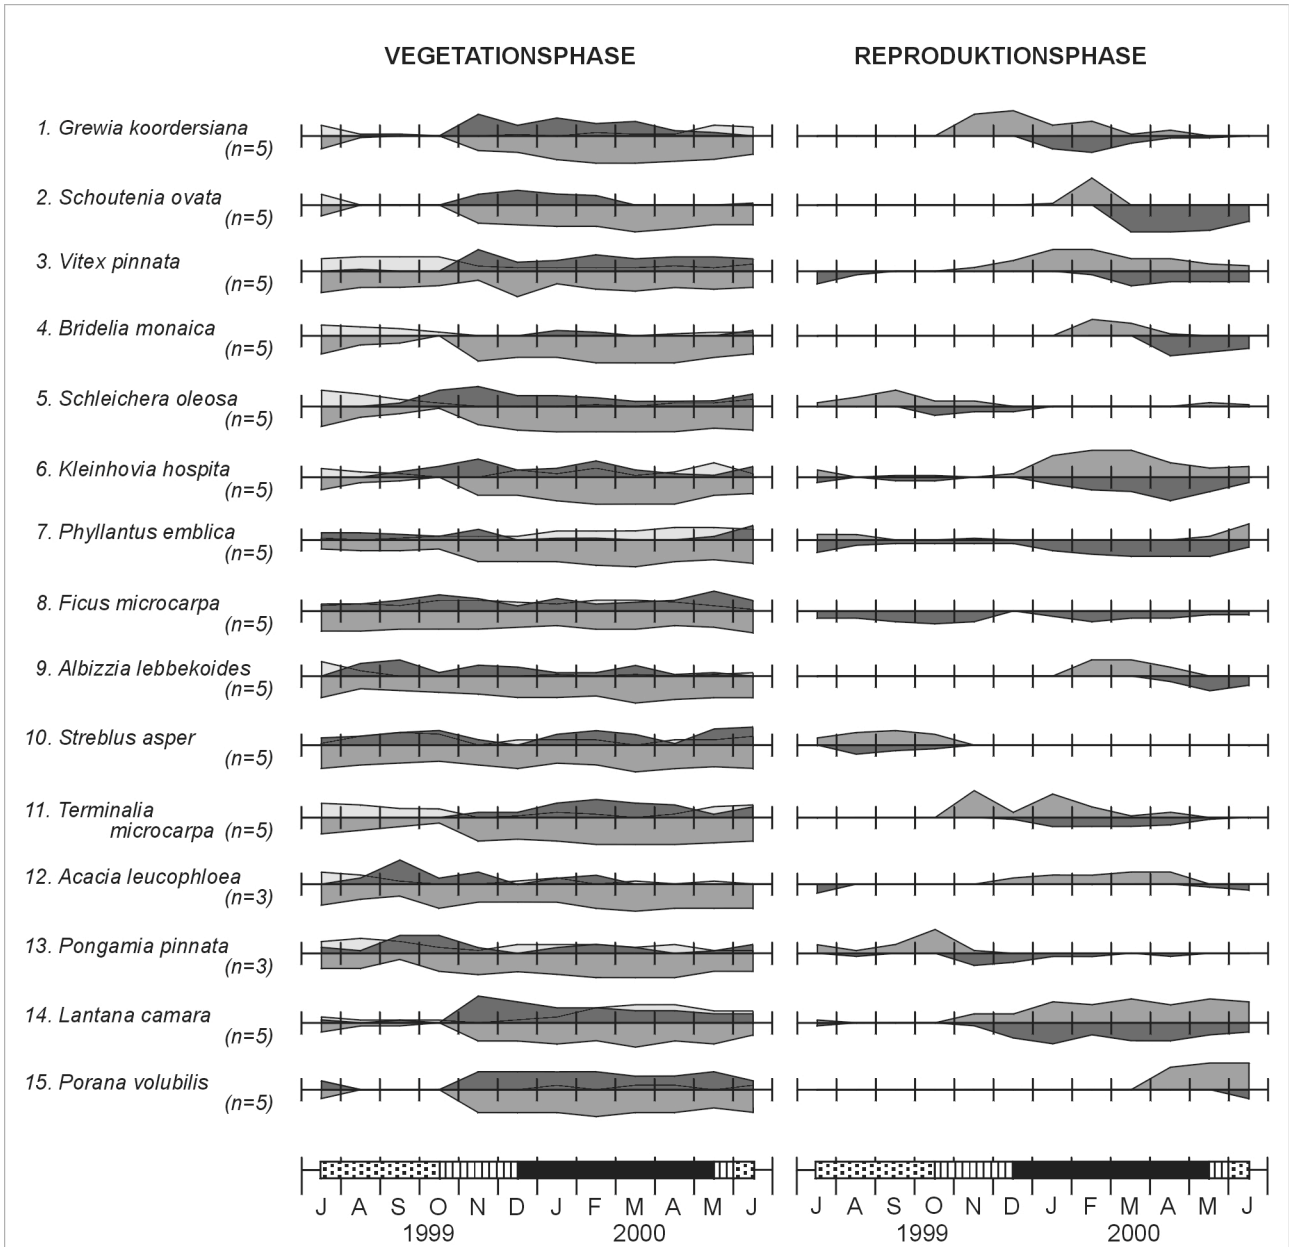 VEGETATIONSPHASE REPRODUKTIONSPHASE
1. Grewia koordersiana
(n=5)
2. Schoutenia ovata
(n=5)
3. Vitex pinnata
(n=5)
4. Bridelia monaica
(n=5)
5. Schleichera oleosa
(n=5)
6. Kleinhovia hospita
(n=5)
7. Phyllantus emblica
(n=5)
8. Ficus microcarpa
(n=5)
9. Albizzia lebbekoides
(n=5)
10. Streblus asper
(n=5)
11. Terminalia
microcarpa (n=5)
12. Acacia leucophloea
(n=3)
13. Pongamia pinnata
(n=3)
14. Lantana camara
(n=5)
15. Porana volubilis
(n=5)
J A S O N D J F M A M J J A S O N D J F M A M J
1999 2000 1999 2000